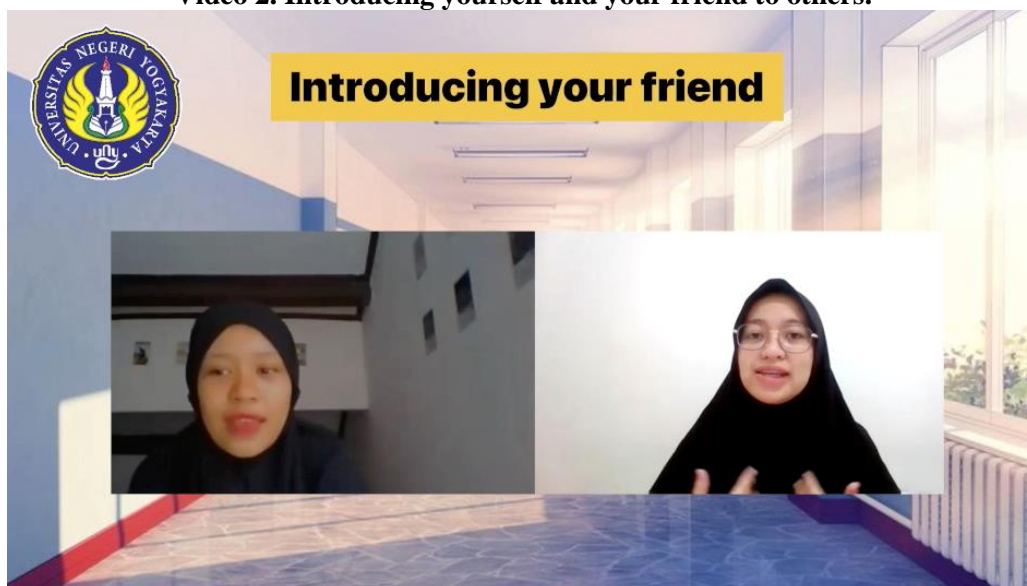 Video 2. Introducing yourself and your friend to others.
UNIVERSITAS NEGERI YOGYAKARTA
uny
Introducing your friend